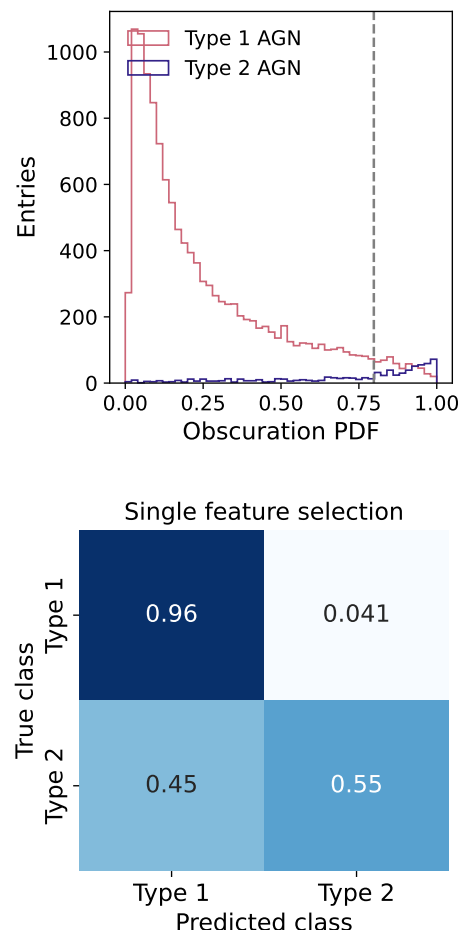 Type 1 AGN
Type 2 AGN
Entries
1000
800
600
400
200
0
0.00 0.25 0.50 0.75 1.00
Obscuration PDF
Single feature selection
True class
Type 1
0.96 0.041
Type 2
0.45 0.55
Type 1 Type 2
Predicted class